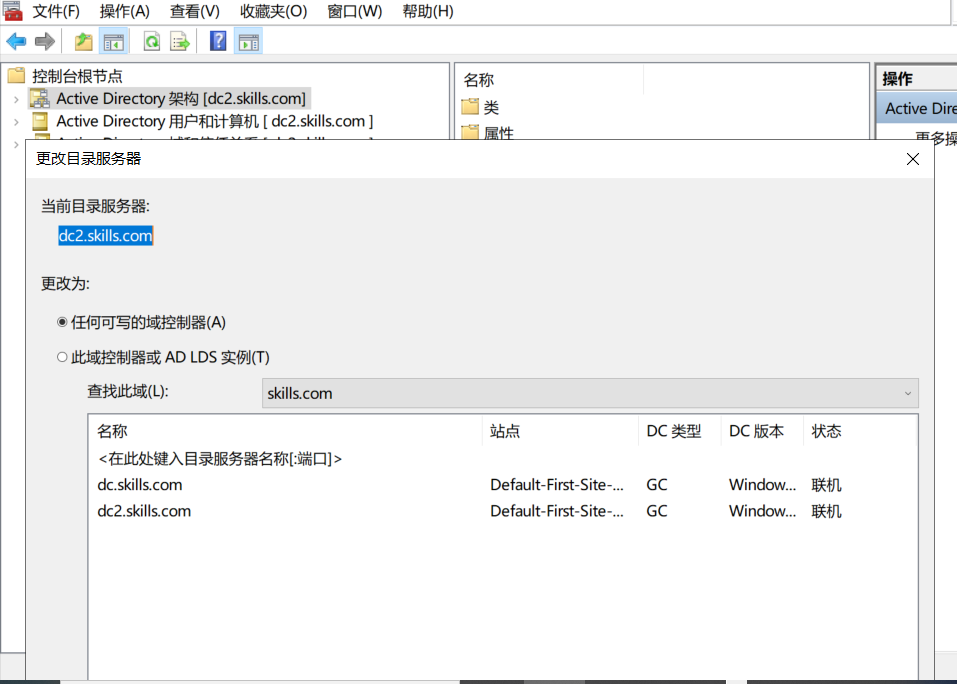 文件(F) 操作(A) 查看(V) 收藏夹(O) 窗口(W) 帮助(H)
控制台根节点
Active Directory 架构 [dc2.skills.com]
Active Directory 用户和计算机 [ dc2.skills.com ]
名称
类
属性
操作
Active Dire
更多操
更改目录服务器
当前目录服务器:
dc2.skills.com
更改为:
任何可写的域控制器(A)
此域控制器或 AD LDS 实例(T)
查找此域(L): skills.com
名称 站点 DC 类型 DC 版本 状态
<在此处键入目录服务器名称[:端口]>
dc.skills.com Default-First-Site-... GC Window... 联机
dc2.skills.com Default-First-Site-... GC Window... 联机